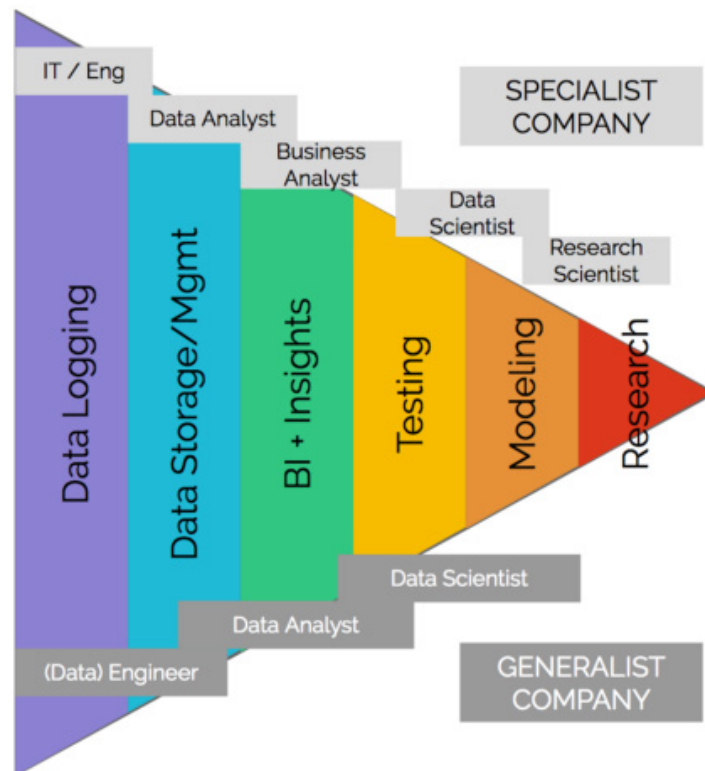 IT / Eng
Data Analyst
Business
Analyst
Data
Scientist
Research
Scientist
SPECIALIST
COMPANY
Data Logging
Data Storage/Mgmt
BI + Insights
Testing
Modeling
Research
Data Scientist
Data Analyst
(Data) Engineer
GENERALIST
COMPANY